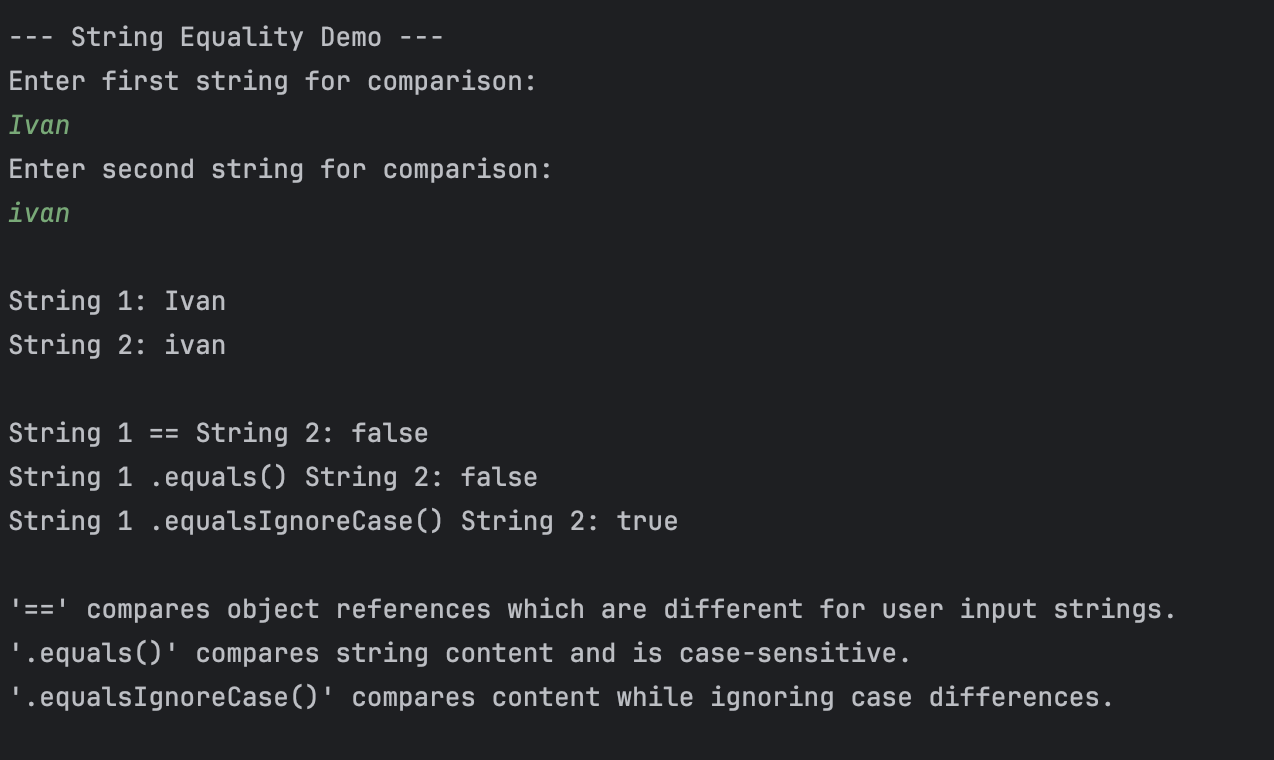 --- String Equality Demo ---
Enter first string for comparison:
Ivan
Enter second string for comparison:
ivan
String 1: Ivan
String 2: ivan
String 1 == String 2: false
String 1 .equals() String 2: false
String 1 .equalsIgnoreCase() String 2: true
'==' compares object references which are different for user input strings.
'.equals()' compares string content and is case-sensitive.
'.equalsIgnoreCase()' compares content while ignoring case differences.